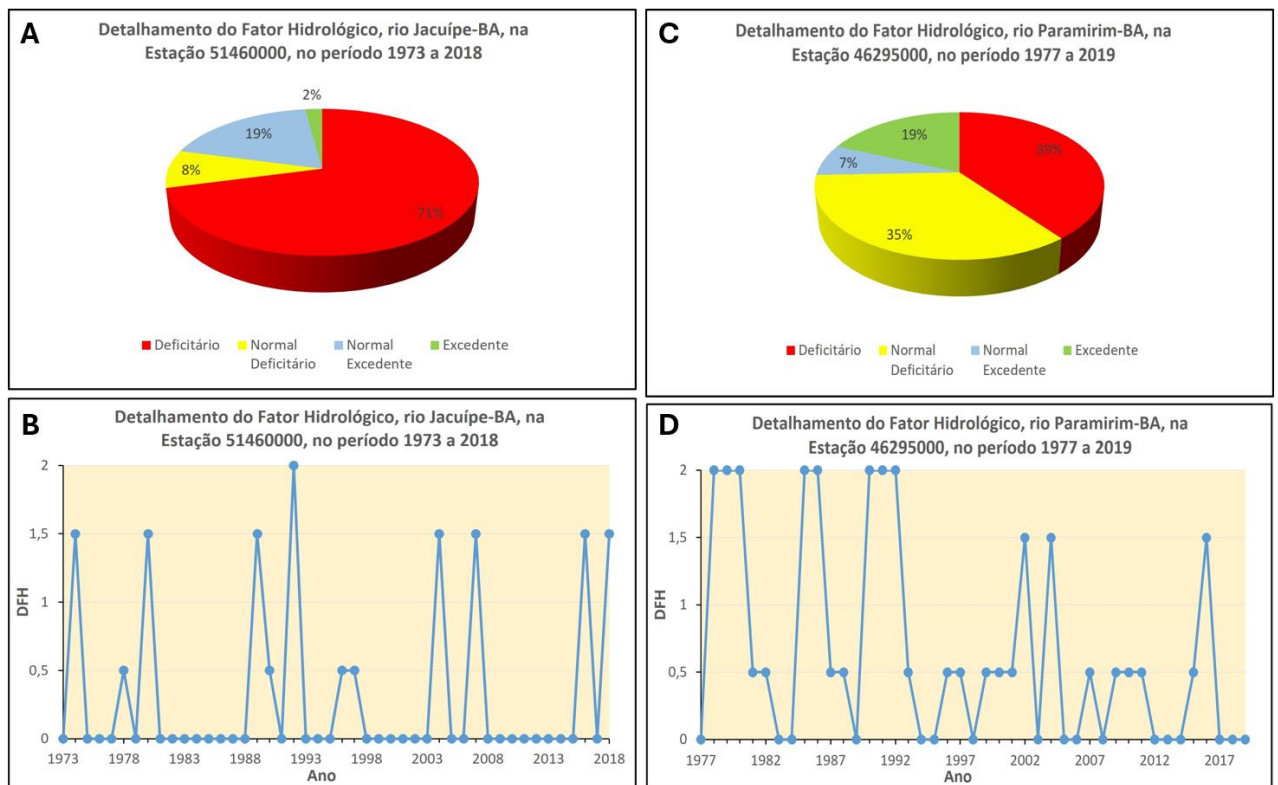 A
Detalhamento do Fator Hidrológico, rio Jacuípe-BA, na
Estação 51460000, no período 1973 a 2018
2%
19%
8%
71%
Deficitário
Normal
Deficitário
Normal
Excedente
Excedente
C
Detalhamento do Fator Hidrológico, rio Paramirim-BA, na
Estação 46295000, no período 1977 a 2019
19%
39%
7%
35%
Deficitário
Normal
Deficitário
Normal
Excedente
Excedente
B
Detalhamento do Fator Hidrológico, rio Jacuípe-BA, na
Estação 51460000, no período 1973 a 2018
DFH
2
1,5
1
0,5
0
1973 1978 1983 1988 1993 1998 2003 2008 2013 2018
Ano
D
Detalhamento do Fator Hidrológico, rio Paramirim-BA, na
Estação 46295000, no período 1977 a 2019
DFH
2
1,5
1
0,5
0
1977 1982 1987 1992 1997 2002 2007 2012 2017
Ano